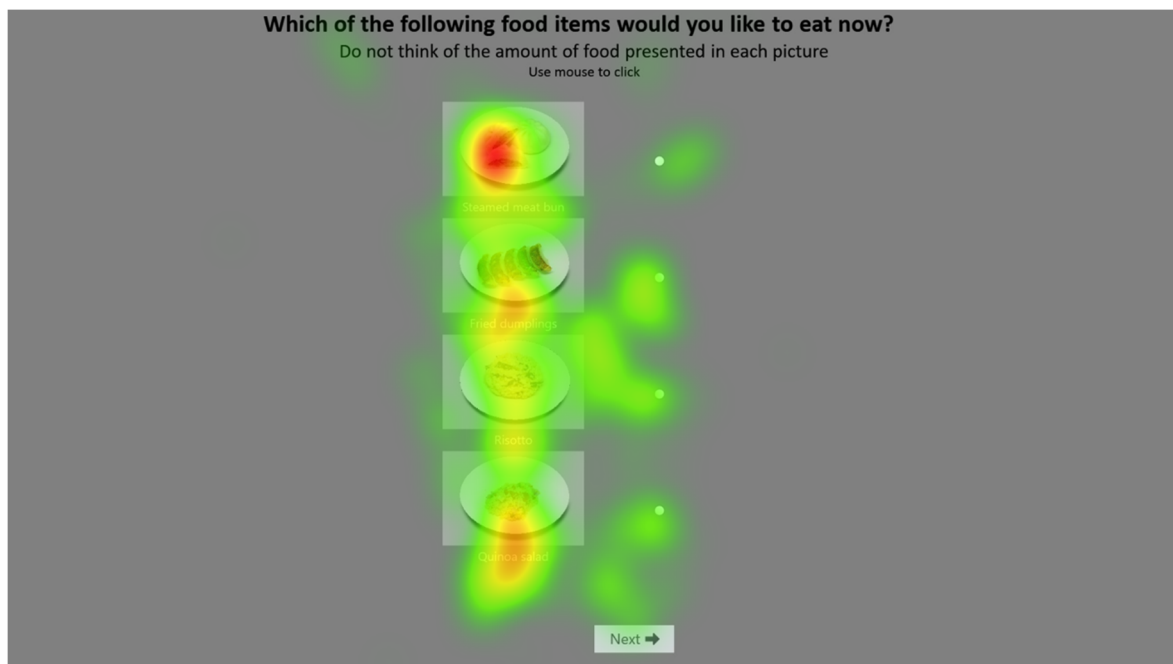 Which of the following food items would you like to eat now?
Do not think of the amount of food presented in each picture
Use mouse to click
Steamed meat bun
Fried dumplings
Risotto
Quinoa salad
Next